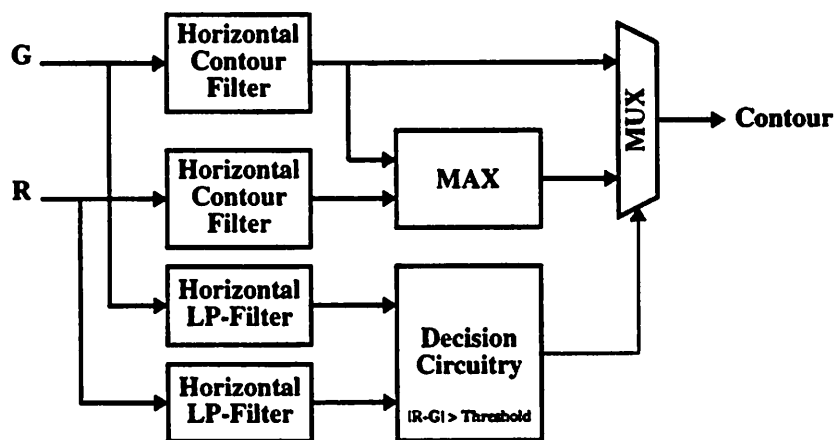 G
Horizontal
Contour
Filter
MUX
Contour
R
Horizontal
Contour
Filter
MAX
Horizontal
LP-Filter
Decision
Circuitry
|R-G| > Threshold
Horizontal
LP-Filter